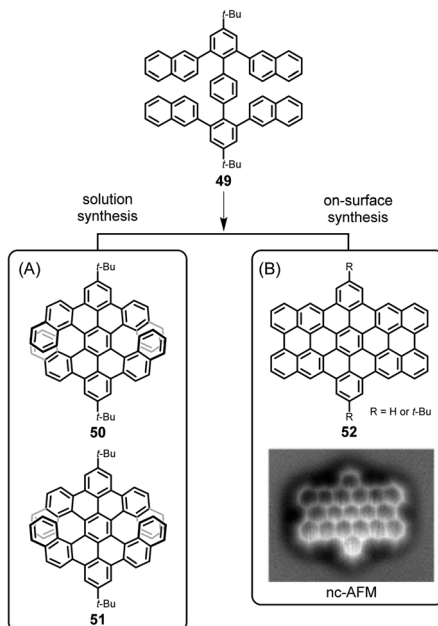 t-Bu
t-Bu
49
solution
synthesis
on-surface
synthesis
(A)
t-Bu
t-Bu
50
t-Bu
t-Bu
51
(B)
R
R
R = H or t-Bu
52
nc-AFM